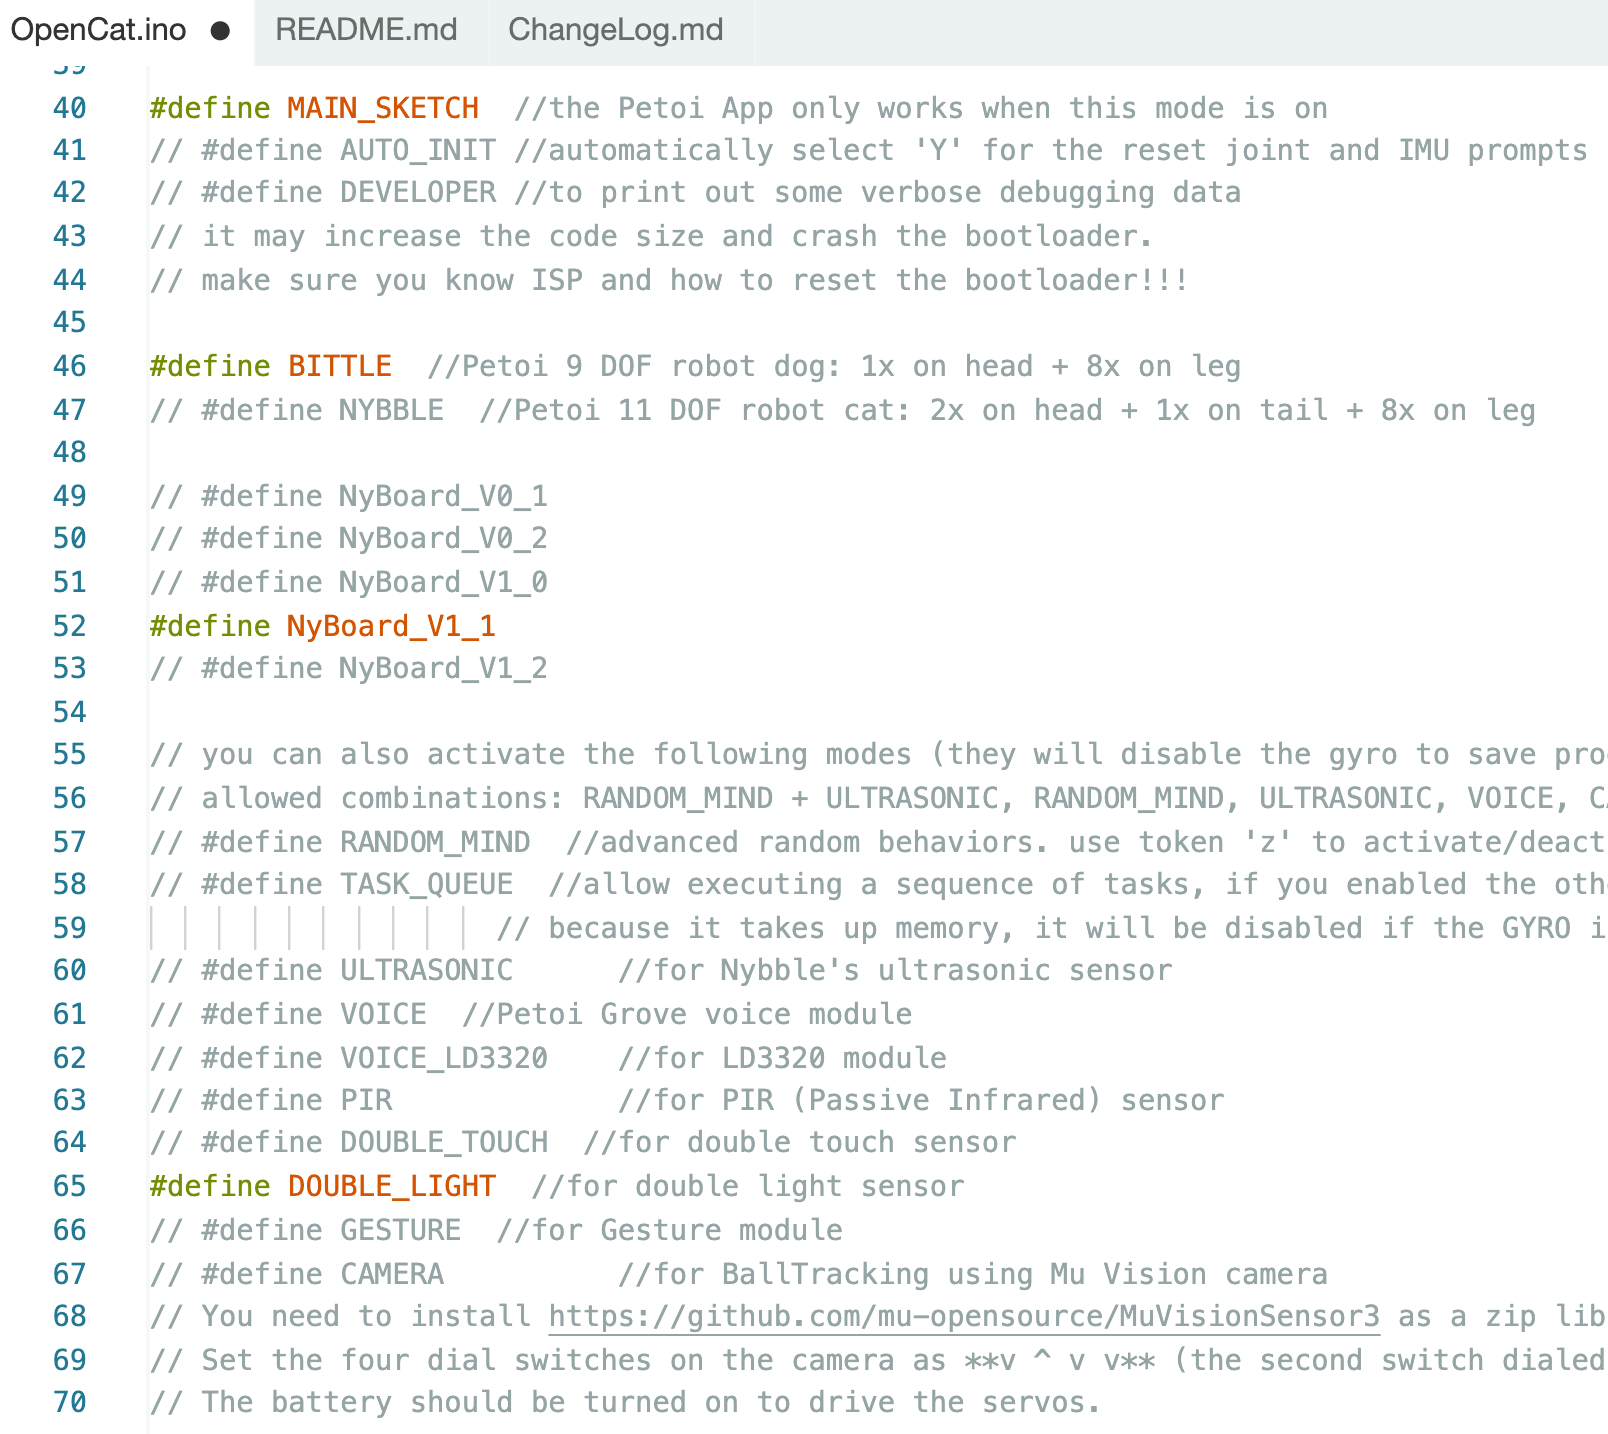 OpenCat.ino ● README.md ChangeLog.md
39
40 #define MAIN_SKETCH  //the Petoi App only works when this mode is on
41 // #define AUTO_INIT //automatically select 'Y' for the reset joint and IMU prompts
42 // #define DEVELOPER //to print out some verbose debugging data
43 // it may increase the code size and crash the bootloader.
44 // make sure you know ISP and how to reset the bootloader!!!
45
46 #define BITTLE  //Petoi 9 DOF robot dog: 1x on head + 8x on leg
47 // #define NYBBLE  //Petoi 11 DOF robot cat: 2x on head + 1x on tail + 8x on leg
48
49 // #define NyBoard_V0_1
50 // #define NyBoard_V0_2
51 // #define NyBoard_V1_0
52 #define NyBoard_V1_1
53 // #define NyBoard_V1_2
54
55 // you can also activate the following modes (they will disable the gyro to save pro
56 // allowed combinations: RANDOM_MIND + ULTRASONIC, RANDOM_MIND, ULTRASONIC, VOICE, CA
57 // #define RANDOM_MIND  //advanced random behaviors. use token 'z' to activate/deact
58 // #define TASK_QUEUE  //allow executing a sequence of tasks, if you enabled the oth
59 // because it takes up memory, it will be disabled if the GYRO i
60 // #define ULTRASONIC      //for Nybble's ultrasonic sensor
61 // #define VOICE  //Petoi Grove voice module
62 // #define VOICE_LD3320    //for LD3320 module
63 // #define PIR             //for PIR (Passive Infrared) sensor
64 // #define DOUBLE_TOUCH  //for double touch sensor
65 #define DOUBLE_LIGHT  //for double light sensor
66 // #define GESTURE  //for Gesture module
67 // #define CAMERA          //for BallTracking using Mu Vision camera
68 // You need to install https://github.com/mu-opensource/MuVisionSensor3 as a zip lib
69 // Set the four dial switches on the camera as **v ^ v v** (the second switch dialed
70 // The battery should be turned on to drive the servos.